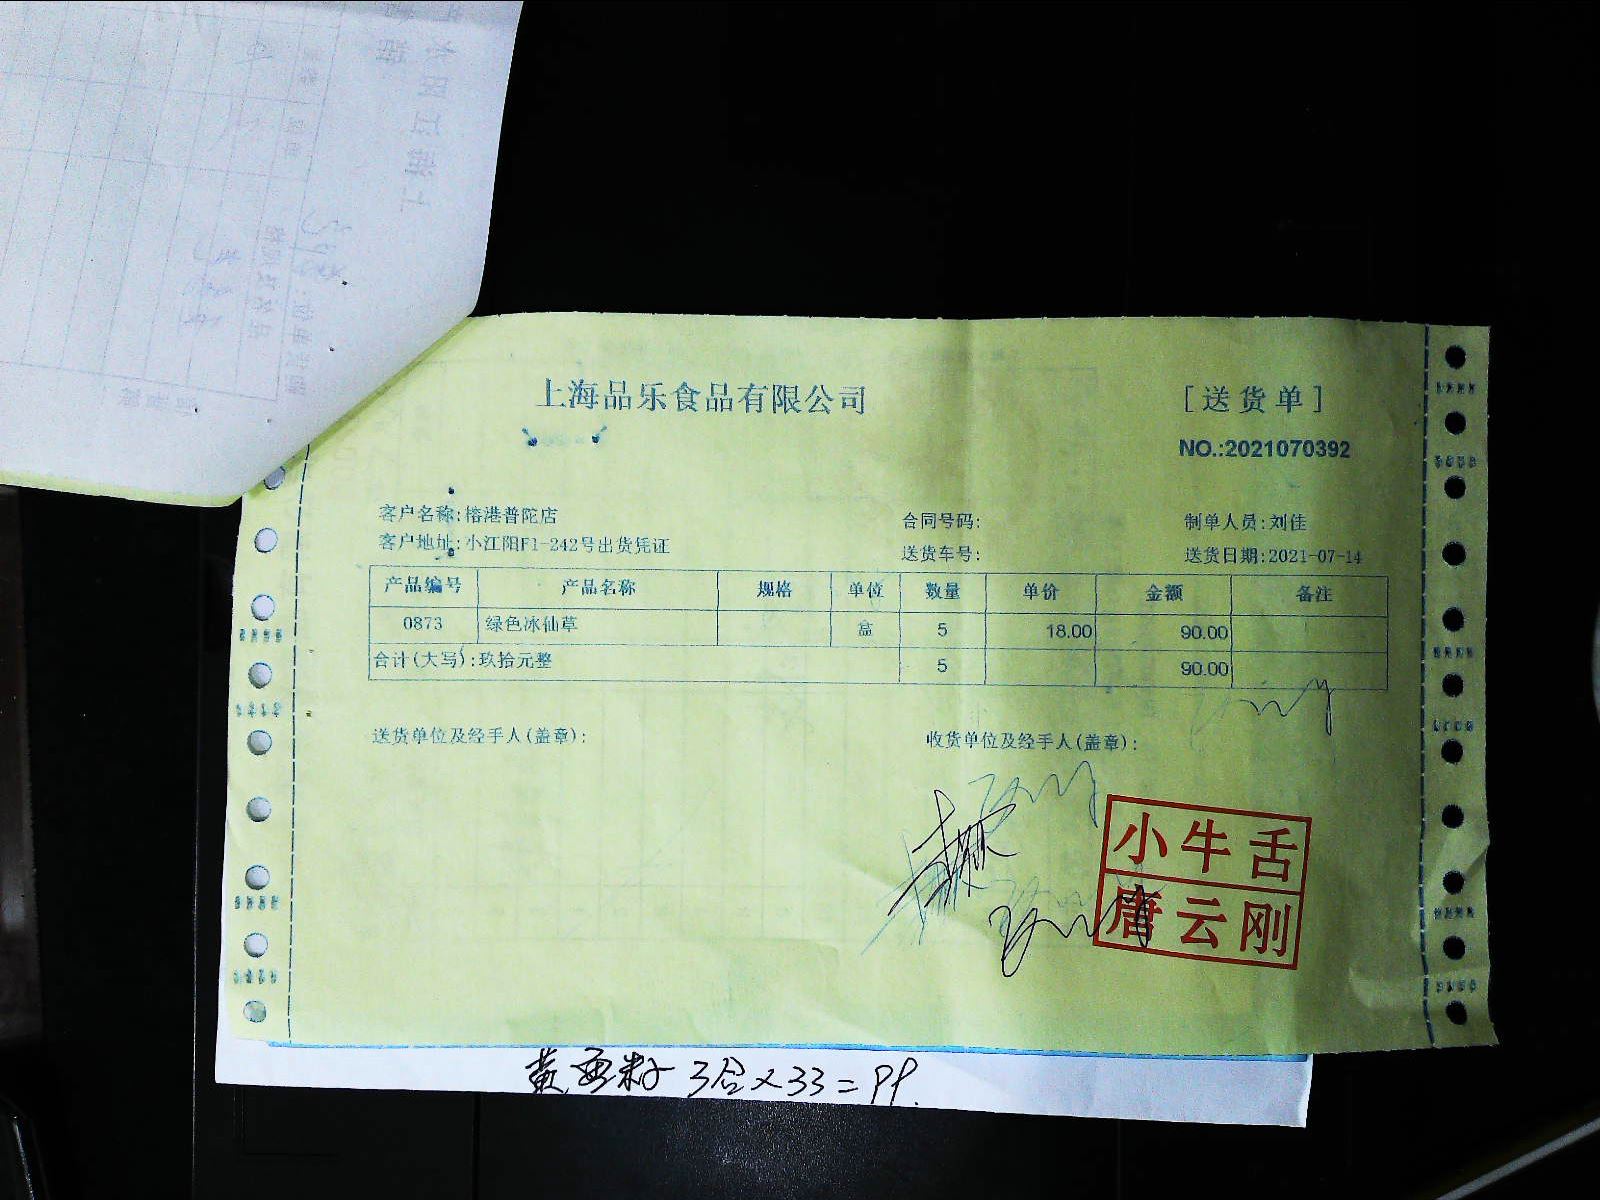 上海品乐食品有限公司
[送货单]
NO.:2021070392
客户名称:榕港普陀店
合同号码:
制单人员:刘佳
客户地址:小江阳F1-242号出货凭证
送货车号:
送货日期:2021-07-14
产品编号 产品名称 规格 单位 数量 单价 金额 备注
0873 绿色冰仙草 盒 5 18.00 90.00
合计(大写):玖拾元整 5 90.00
送货单位及经手人(盖章):
收货单位及经手人(盖章):
小牛舌
唐云刚
黄西米子 3合×33=99.